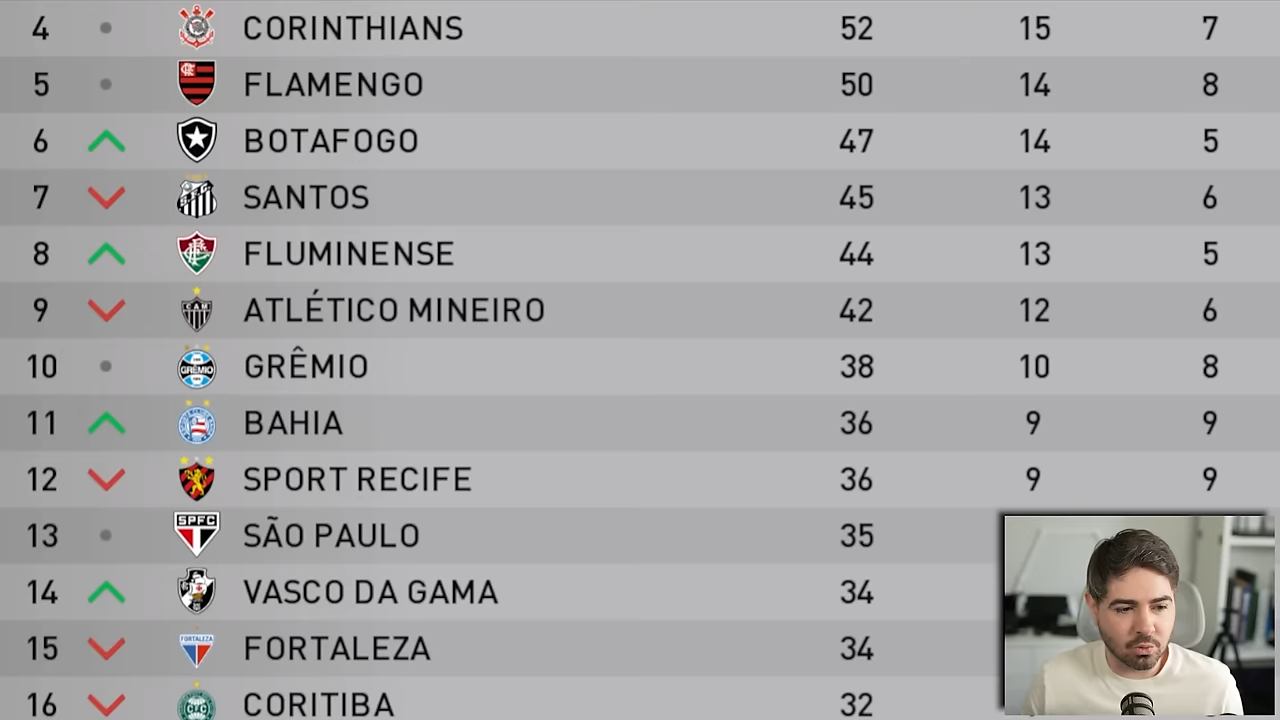 4 CORINTHIANS 52 15 7
5 FLAMENGO 50 14 8
6 BOTAFOGO 47 14 5
7 SANTOS 45 13 6
8 FLUMINENSE 44 13 5
9 ATLÉTICO MINEIRO 42 12 6
10 GRÊMIO 38 10 8
11 BAHIA 36 9 9
12 SPORT RECIFE 36 9 9
SPFC
13 SÃO PAULO 35
14 VASCO DA GAMA 34
15 FORTALEZA 34
16 CORITIBA 32